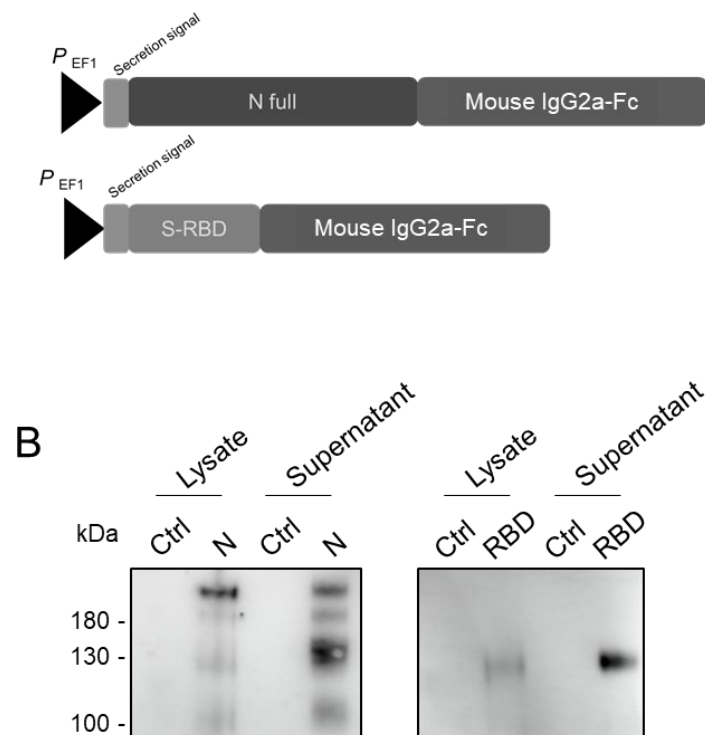 P EF1
Secretion signal
N full
Mouse IgG2a-Fc
P EF1
Secretion signal
S-RBD
Mouse IgG2a-Fc
B
Lysate
Supernatant
Lysate
Supernatant
kDa
Ctrl
N
Ctrl
N
Ctrl
RBD
Ctrl
RBD
180 -
130 -
100 -